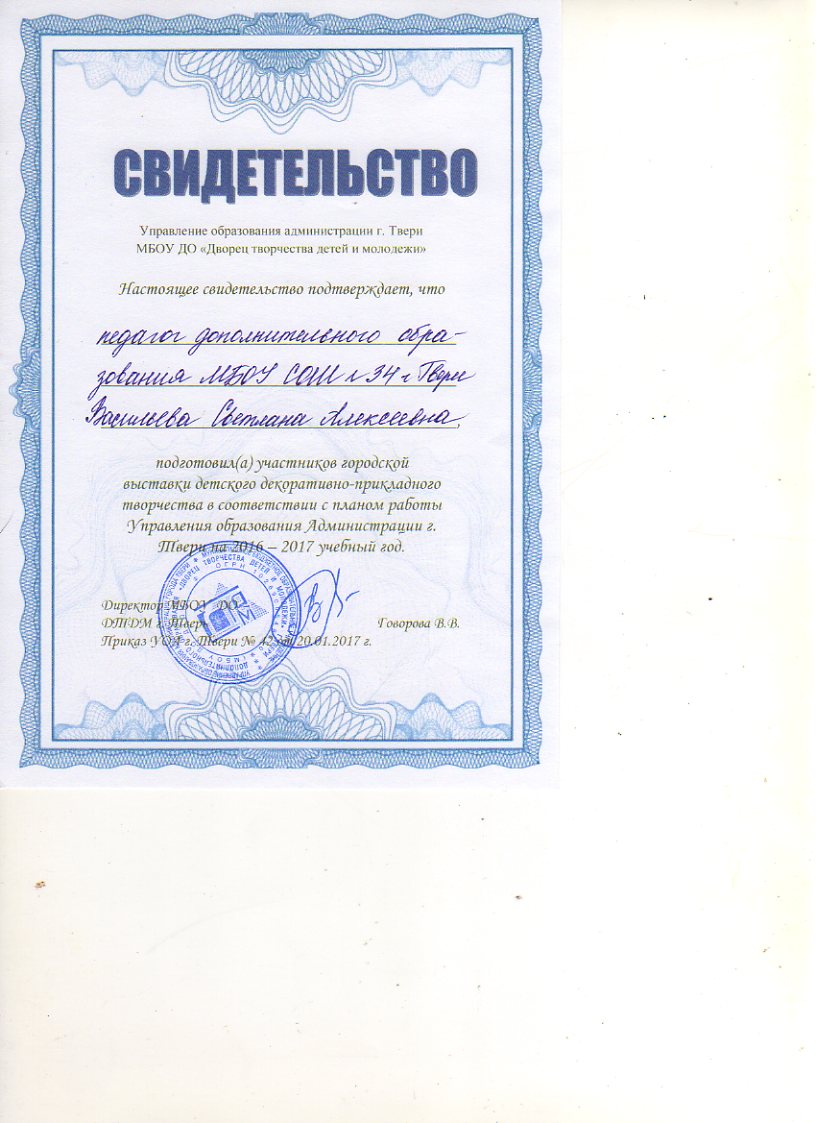 СВИДЕТЕЛЬСТВО
Управление образования администрации г. Твери
МБОУ ДО «Дворец творчества детей и молодежи»
Настоящее свидетельство подтверждает, что
педагог дополнительного обра-
зования МБОУ СОШ № 34 г. Твери
Васильева Светлана Алексеевна,
подготовил(а) участников городской
выставки детского декоративно-прикладного
творчества в соответствии с планом работы
Управления образования Администрации г.
Твери на 2016 – 2017 учебный год.
Директор МБОУ ДО
ДТДМ г. Тверь Говорова В.В.
Приказ УО г. Твери № 20.01.2017 г.